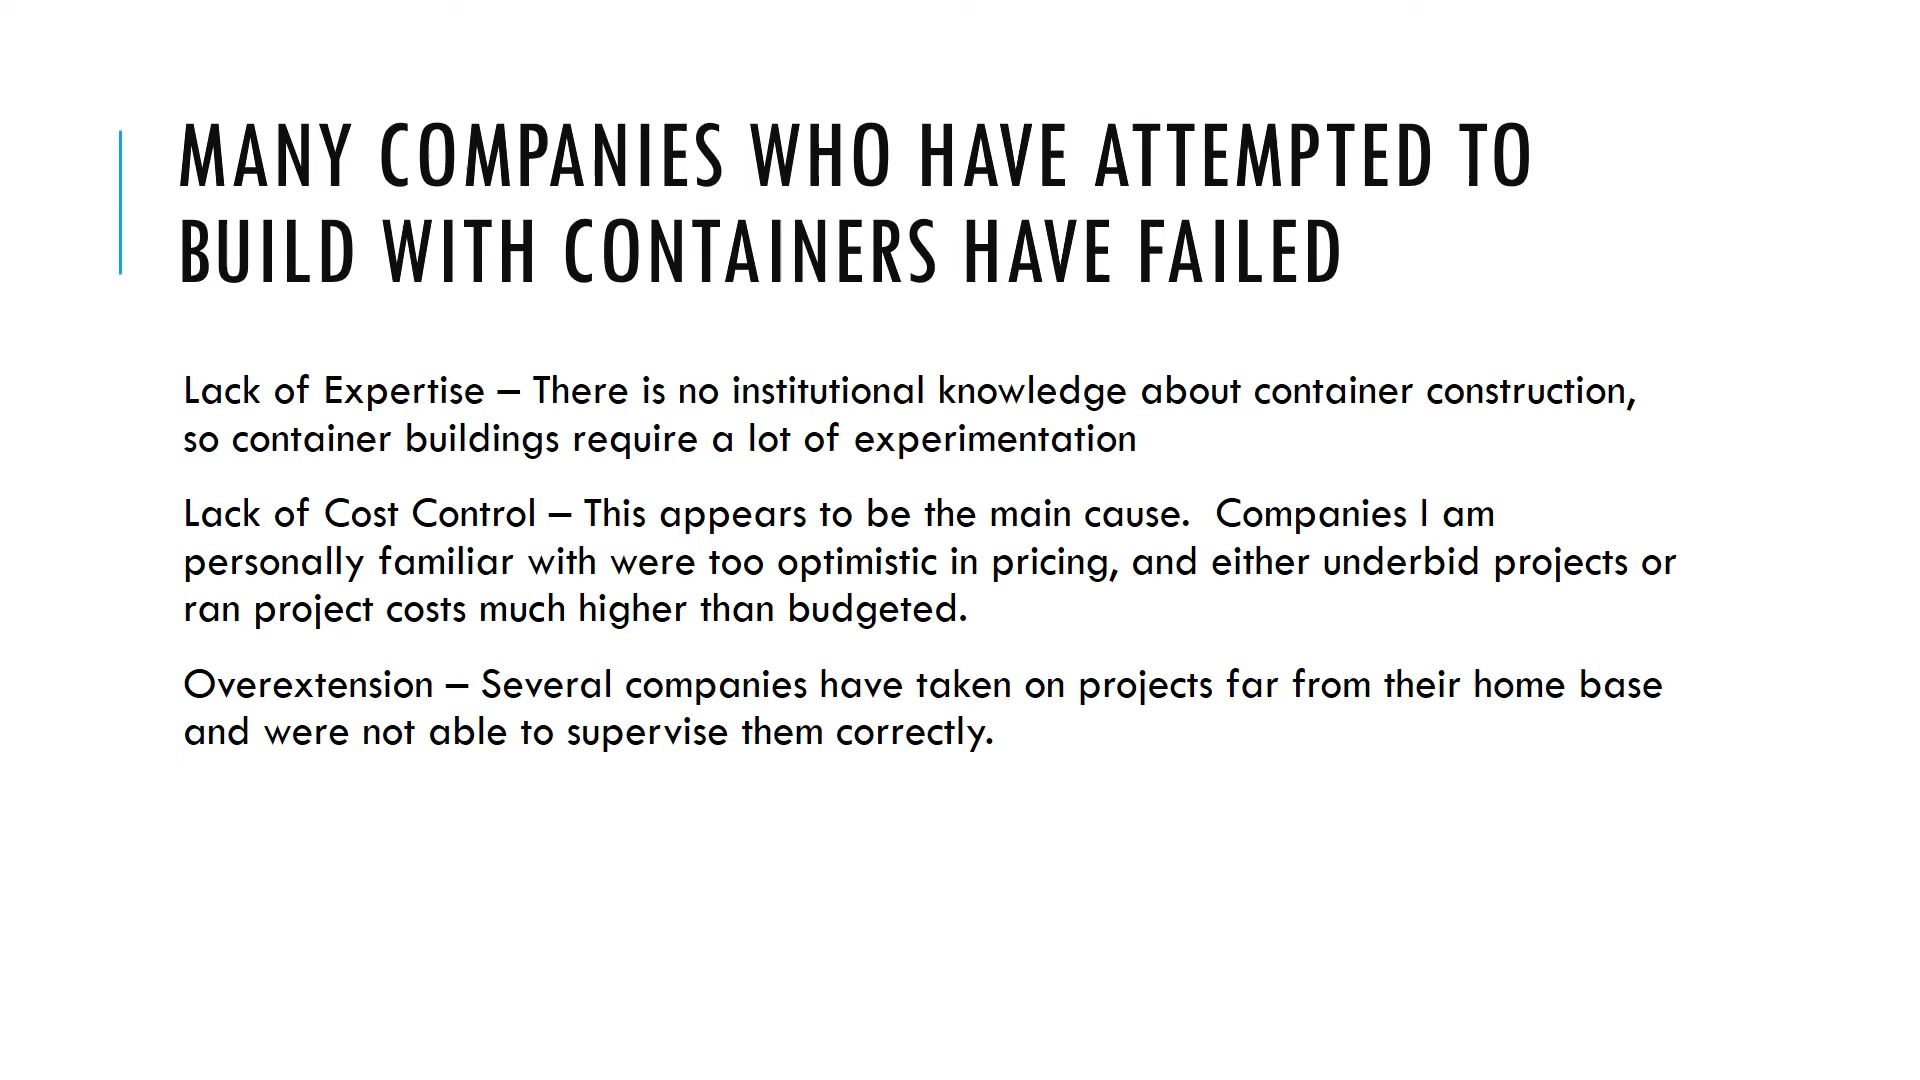 MANY COMPANIES WHO HAVE ATTEMPTED TO
BUILD WITH CONTAINERS HAVE FAILED
Lack of Expertise – There is no institutional knowledge about container construction,
so container buildings require a lot of experimentation
Lack of Cost Control – This appears to be the main cause.  Companies I am
personally familiar with were too optimistic in pricing, and either underbid projects or
ran project costs much higher than budgeted.
Overextension – Several companies have taken on projects far from their home base
and were not able to supervise them correctly.